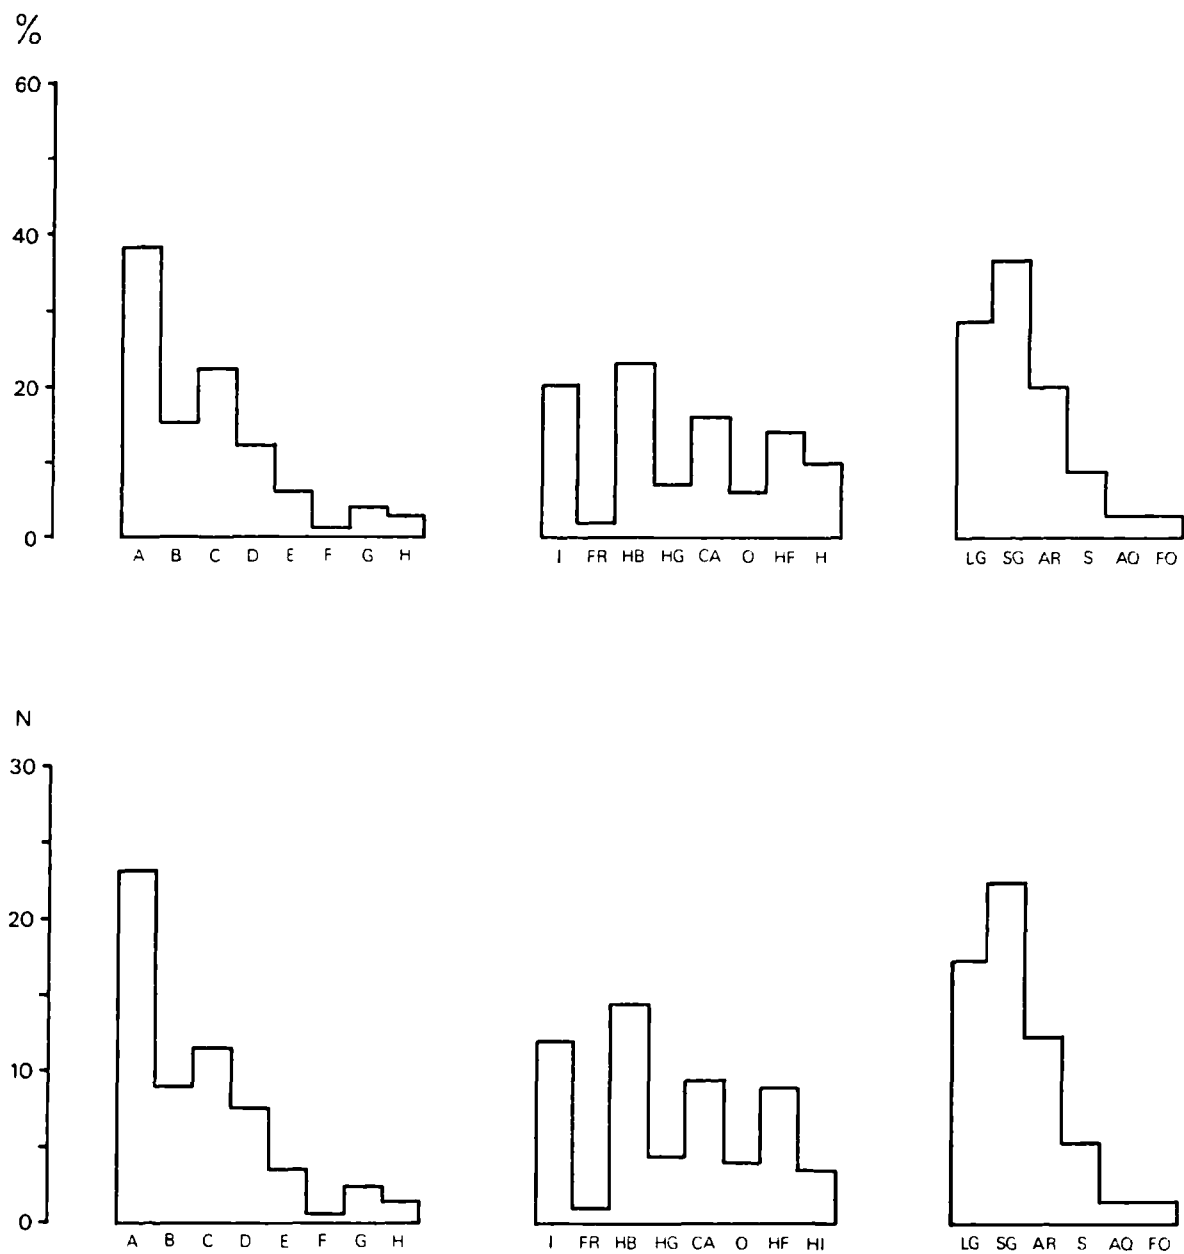 %
60
40
20
0
A B C D E F G H
I FR HB HG CA O HF H
LG SG AR S AQ FO
N
30
20
10
0
A B C D E F G H
I FR HB HG CA O HF HI
LG SG AR S AQ FO